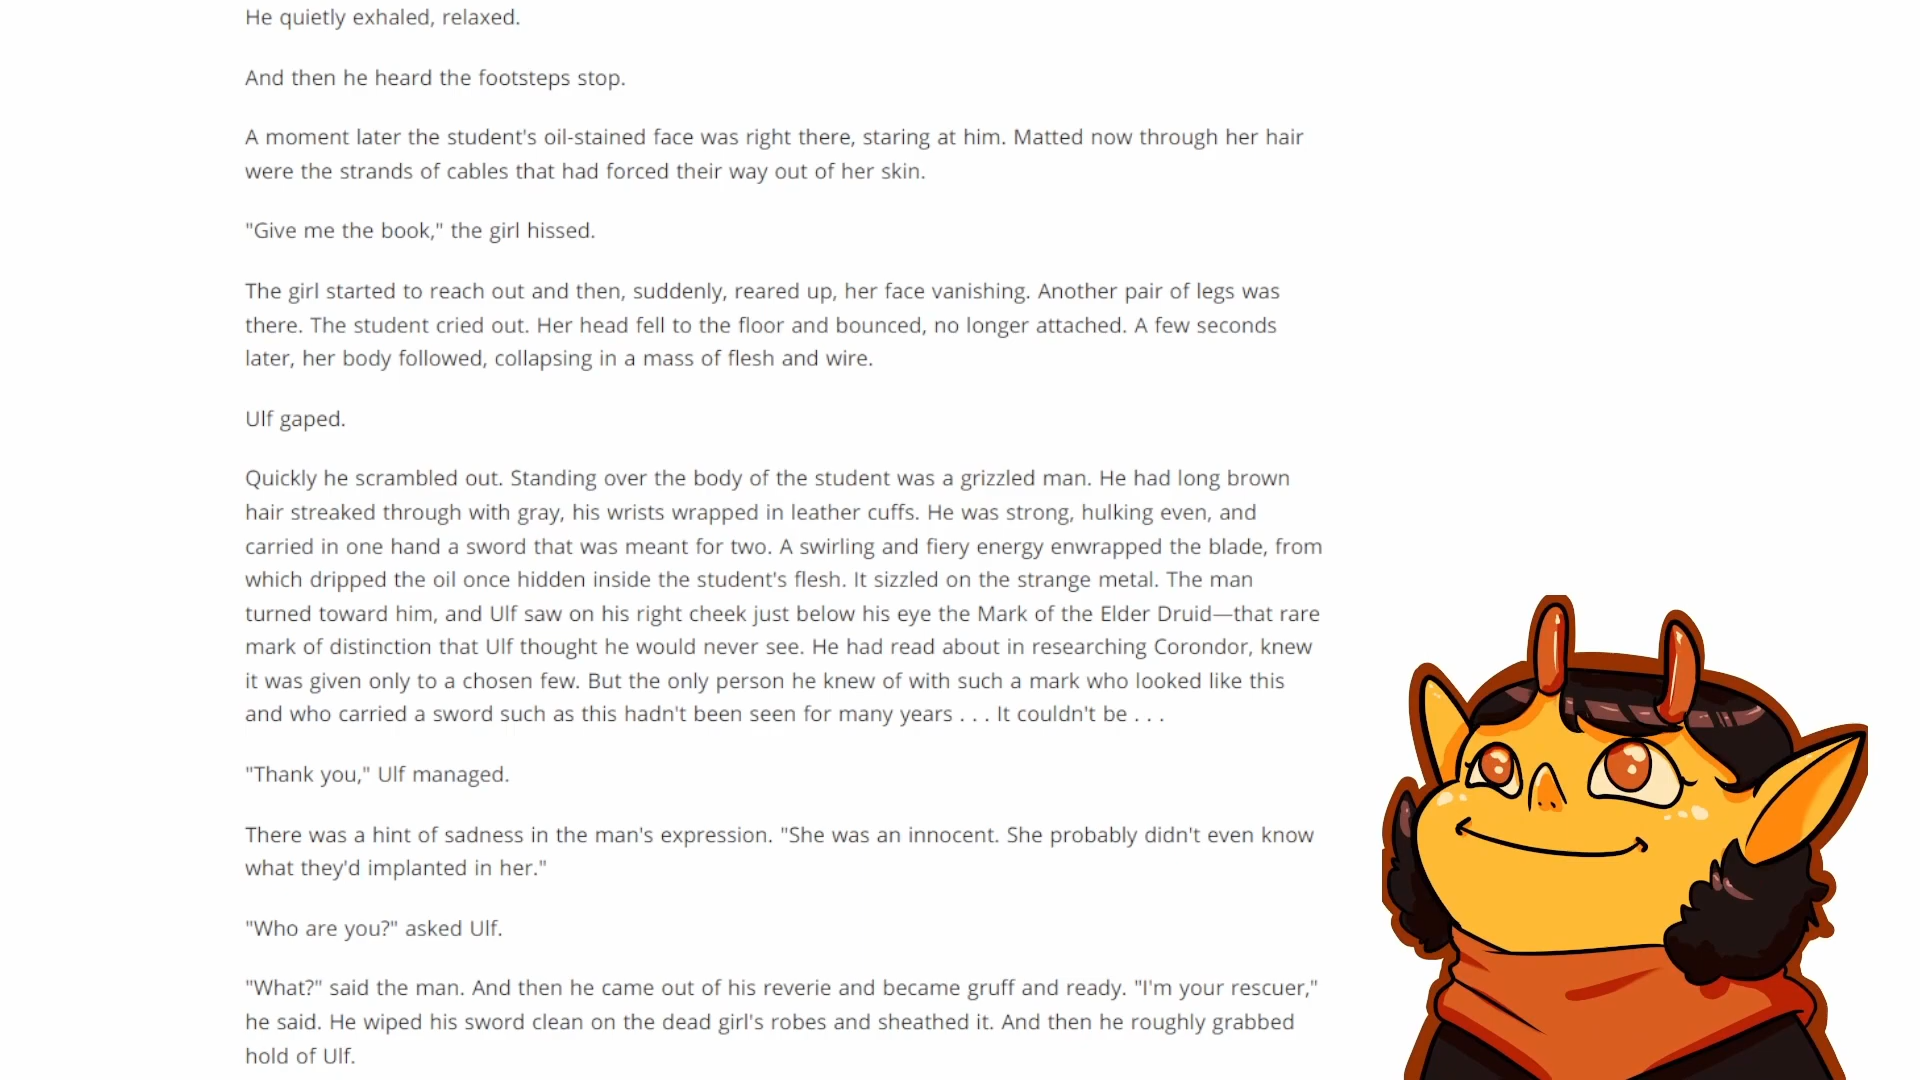 He quietly exhaled, relaxed.
And then he heard the footsteps stop.
A moment later the student's oil-stained face was right there, staring at him. Matted now through her hair
were the strands of cables that had forced their way out of her skin.
"Give me the book," the girl hissed.
The girl started to reach out and then, suddenly, reared up, her face vanishing. Another pair of legs was
there. The student cried out. Her head fell to the floor and bounced, no longer attached. A few seconds
later, her body followed, collapsing in a mass of flesh and wire.
Ulf gaped.
Quickly he scrambled out. Standing over the body of the student was a grizzled man. He had long brown
hair streaked through with gray, his wrists wrapped in leather cuffs. He was strong, hulking even, and
carried in one hand a sword that was meant for two. A swirling and fiery energy enwrapped the blade, from
which dripped the oil once hidden inside the student's flesh. It sizzled on the strange metal. The man
turned toward him, and Ulf saw on his right cheek just below his eye the Mark of the Elder Druid—that rare
mark of distinction that Ulf thought he would never see. He had read about in researching Corondor, knew
it was given only to a chosen few. But the only person he knew of with such a mark who looked like this
and who carried a sword such as this hadn't been seen for many years . . . It couldn't be . . .
"Thank you," Ulf managed.
There was a hint of sadness in the man's expression. "She was an innocent. She probably didn't even know
what they'd implanted in her."
"Who are you?" asked Ulf.
"What?" said the man. And then he came out of his reverie and became gruff and ready. "I'm your rescuer,"
he said. He wiped his sword clean on the dead girl's robes and sheathed it. And then he roughly grabbed
hold of Ulf.